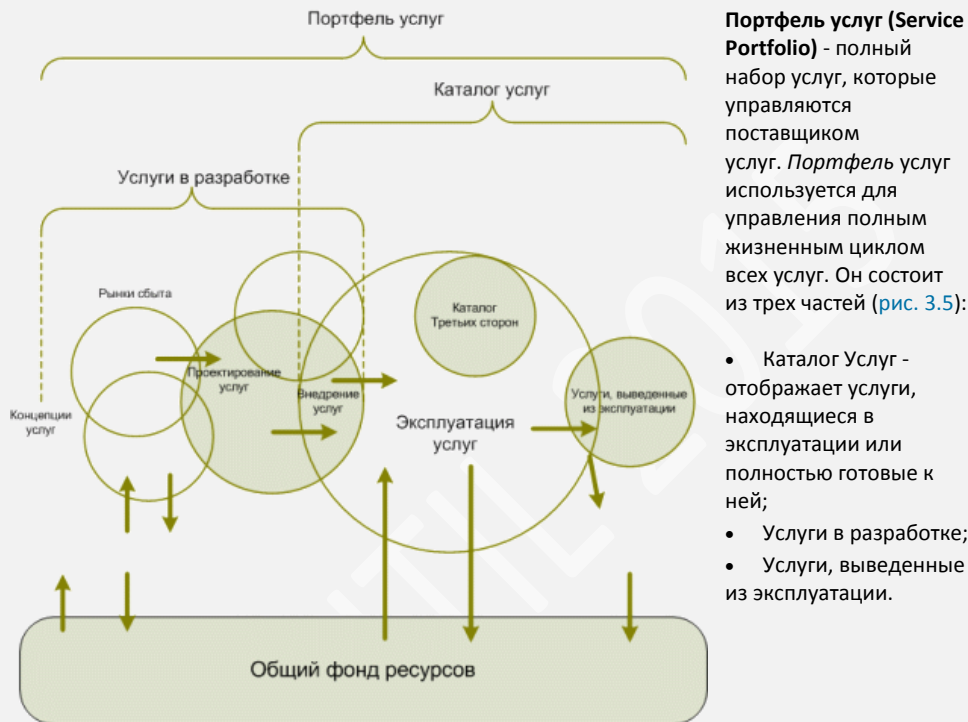 Портфель услуг
Каталог услуг
Услуги в разработке
Рынки сбыта
Концепции
услуг
Проектирование
услуг
Внедрение
услуг
Каталог
Третьих сторон
Эксплуатация
услуг
Услуги, выведенные
из эксплуатации
Общий фонд ресурсов
Портфель услуг (Service
Portfolio) - полный
набор услуг, которые
управляются
поставщиком
услуг. Портфель услуг
используется для
управления полным
жизненным циклом
всех услуг. Он состоит
из трех частей (рис. 3.5):
• Каталог Услуг -
отображает услуги,
находящиеся в
эксплуатации или
полностью готовые к
ней;
• Услуги в разработке;
• Услуги, выведенные
из эксплуатации.